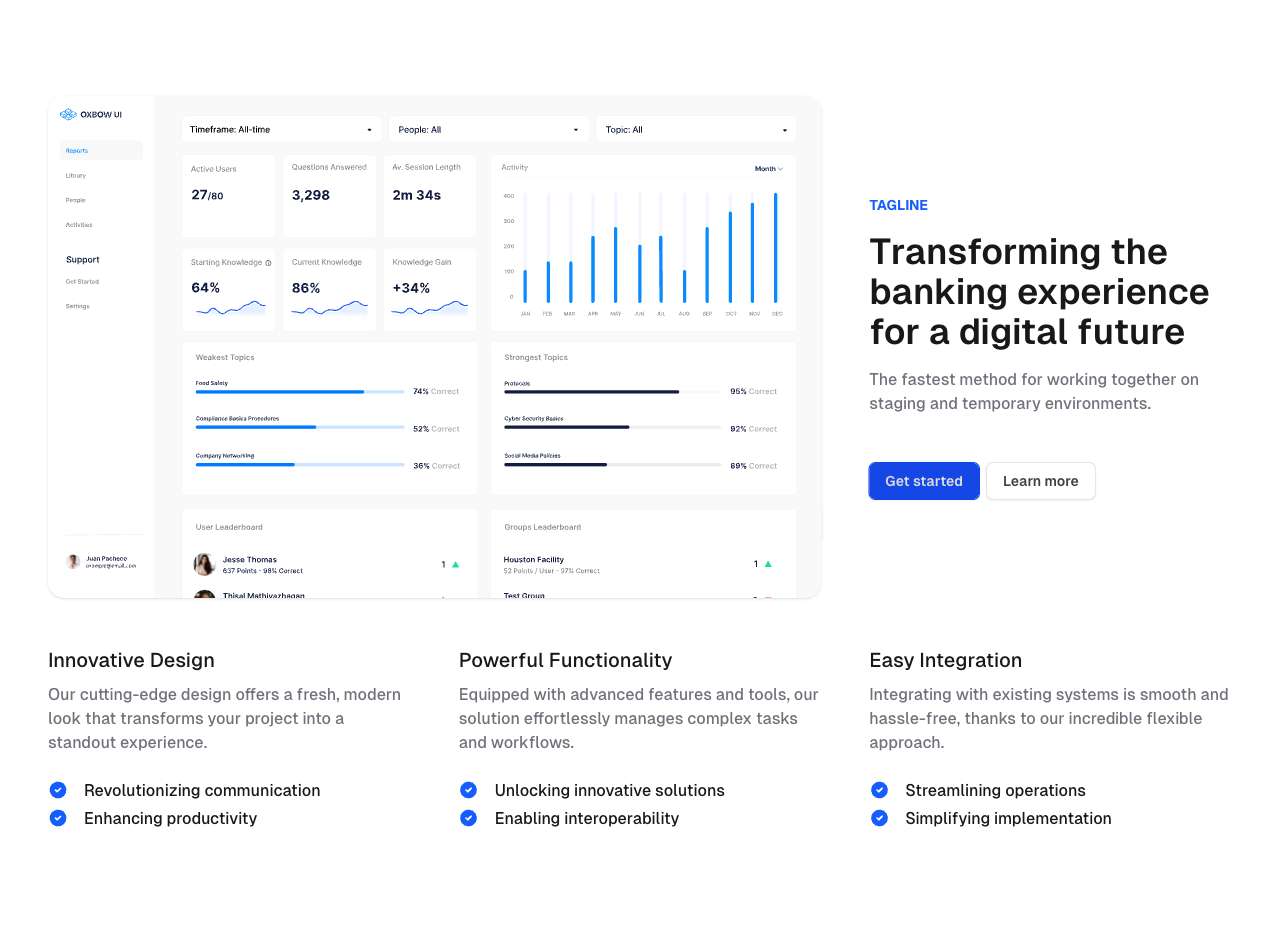 OXBOW UI
Reports
Library
People
Activities
Support
Get Started
Settings
Juan Pacheco
Timeframe: All-time
People: All
Topic: All
Active Users
27/80
Questions Answered
3,298
Av. Session Length
2m 34s
Starting Knowledge
64%
Current Knowledge
86%
Knowledge Gain
+34%
Activity
Month
400
300
200
100
0
JAN FEB MAR APR MAY JUN JUL AUG SEP OCT NOV DEC
Weakest Topics
Food Safety
74% Correct
Compliance Basics Procedures
52% Correct
Company Networking
36% Correct
Strongest Topics
Protocols
95% Correct
Cyber Security Basics
92% Correct
Social Media Policies
89% Correct
User Leaderboard
Jesse Thomas
637 Points - 98% Correct
1
Thisal Mathiyazhagan
Groups Leaderboard
Houston Facility
52 Points / User - 97% Correct
1
Test Group
TAGLINE
Transforming the
banking experience
for a digital future
The fastest method for working together on
staging and temporary environments.
Get started
Learn more
Innovative Design
Our cutting-edge design offers a fresh, modern
look that transforms your project into a
standout experience.
Revolutionizing communication
Enhancing productivity
Powerful Functionality
Equipped with advanced features and tools, our
solution effortlessly manages complex tasks
and workflows.
Unlocking innovative solutions
Enabling interoperability
Easy Integration
Integrating with existing systems is smooth and
hassle-free, thanks to our incredible flexible
approach.
Streamlining operations
Simplifying implementation